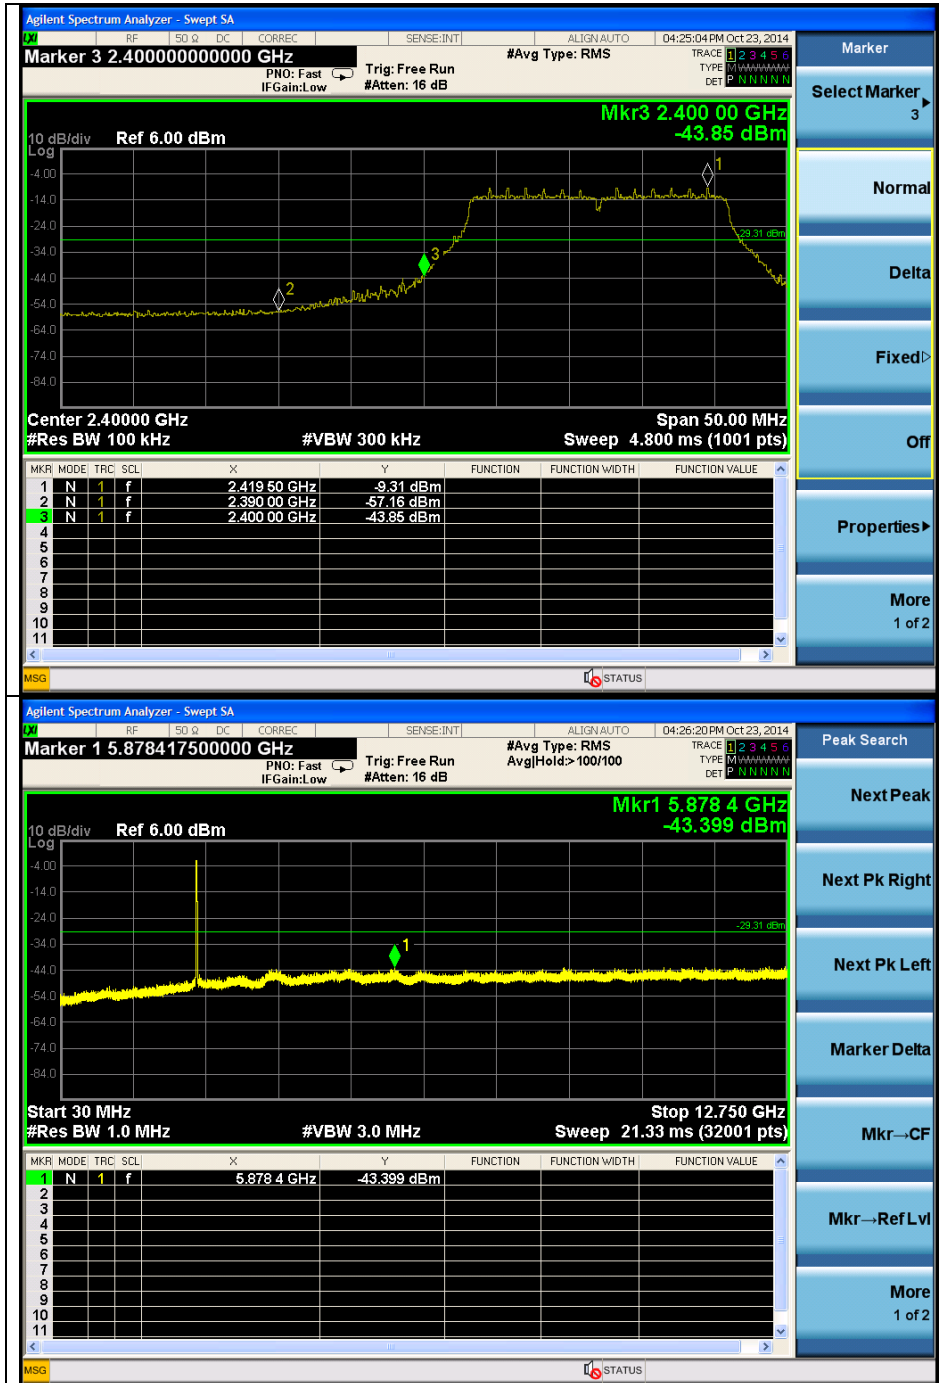 Agilent Spectrum Analyzer - Swept SA
LXI RF 50 Ω DC CORREC SENSE:INT ALIGN AUTO 04:25:04 PM Oct 23, 2014
Marker 3 2.400000000000 GHz
PNO: Fast
IFGain:Low
Trig: Free Run
#Atten: 16 dB
#Avg Type: RMS
TRACE 1 2 3 4 5 6
TYPE M WWWWW
DET P N N N N N
Mkr3 2.400 00 GHz
-43.85 dBm
10 dB/div Ref 6.00 dBm
Log
-4.00
-14.0
-24.0
-34.0
-44.0
-54.0
-64.0
-74.0
-84.0
1
2
3
-29.31 dBm
Center 2.40000 GHz Span 50.00 MHz
#Res BW 100 kHz #VBW 300 kHz Sweep 4.800 ms (1001 pts)
MKR MODE TRC SCL X Y FUNCTION FUNCTION WIDTH FUNCTION VALUE
1 N 1 f 2.419 50 GHz -9.31 dBm
2 N 1 f 2.390 00 GHz -57.16 dBm
3 N 1 f 2.400 00 GHz -43.85 dBm
4
5
6
7
8
9
10
11
MSG STATUS
Marker
Select Marker
3
Normal
Delta
Fixed
Off
Properties
More
1 of 2
Agilent Spectrum Analyzer - Swept SA
LXI RF 50 Ω DC CORREC SENSE:INT ALIGN AUTO 04:26:20 PM Oct 23, 2014
Marker 1 5.878417500000 GHz
PNO: Fast
IFGain:Low
Trig: Free Run
#Atten: 16 dB
#Avg Type: RMS
Avg|Hold:>100/100
TRACE 1 2 3 4 5 6
TYPE M WWWWW
DET P N N N N N
Mkr1 5.878 4 GHz
-43.399 dBm
10 dB/div Ref 6.00 dBm
Log
-4.00
-14.0
-24.0
-34.0
-44.0
-54.0
-64.0
-74.0
-84.0
1
-29.31 dBm
Start 30 MHz Stop 12.750 GHz
#Res BW 1.0 MHz #VBW 3.0 MHz Sweep 21.33 ms (32001 pts)
MKR MODE TRC SCL X Y FUNCTION FUNCTION WIDTH FUNCTION VALUE
1 N 1 f 5.878 4 GHz -43.399 dBm
2
3
4
5
6
7
8
9
10
11
MSG STATUS
Peak Search
Next Peak
Next Pk Right
Next Pk Left
Marker Delta
Mkr→CF
Mkr→Ref Lvl
More
1 of 2